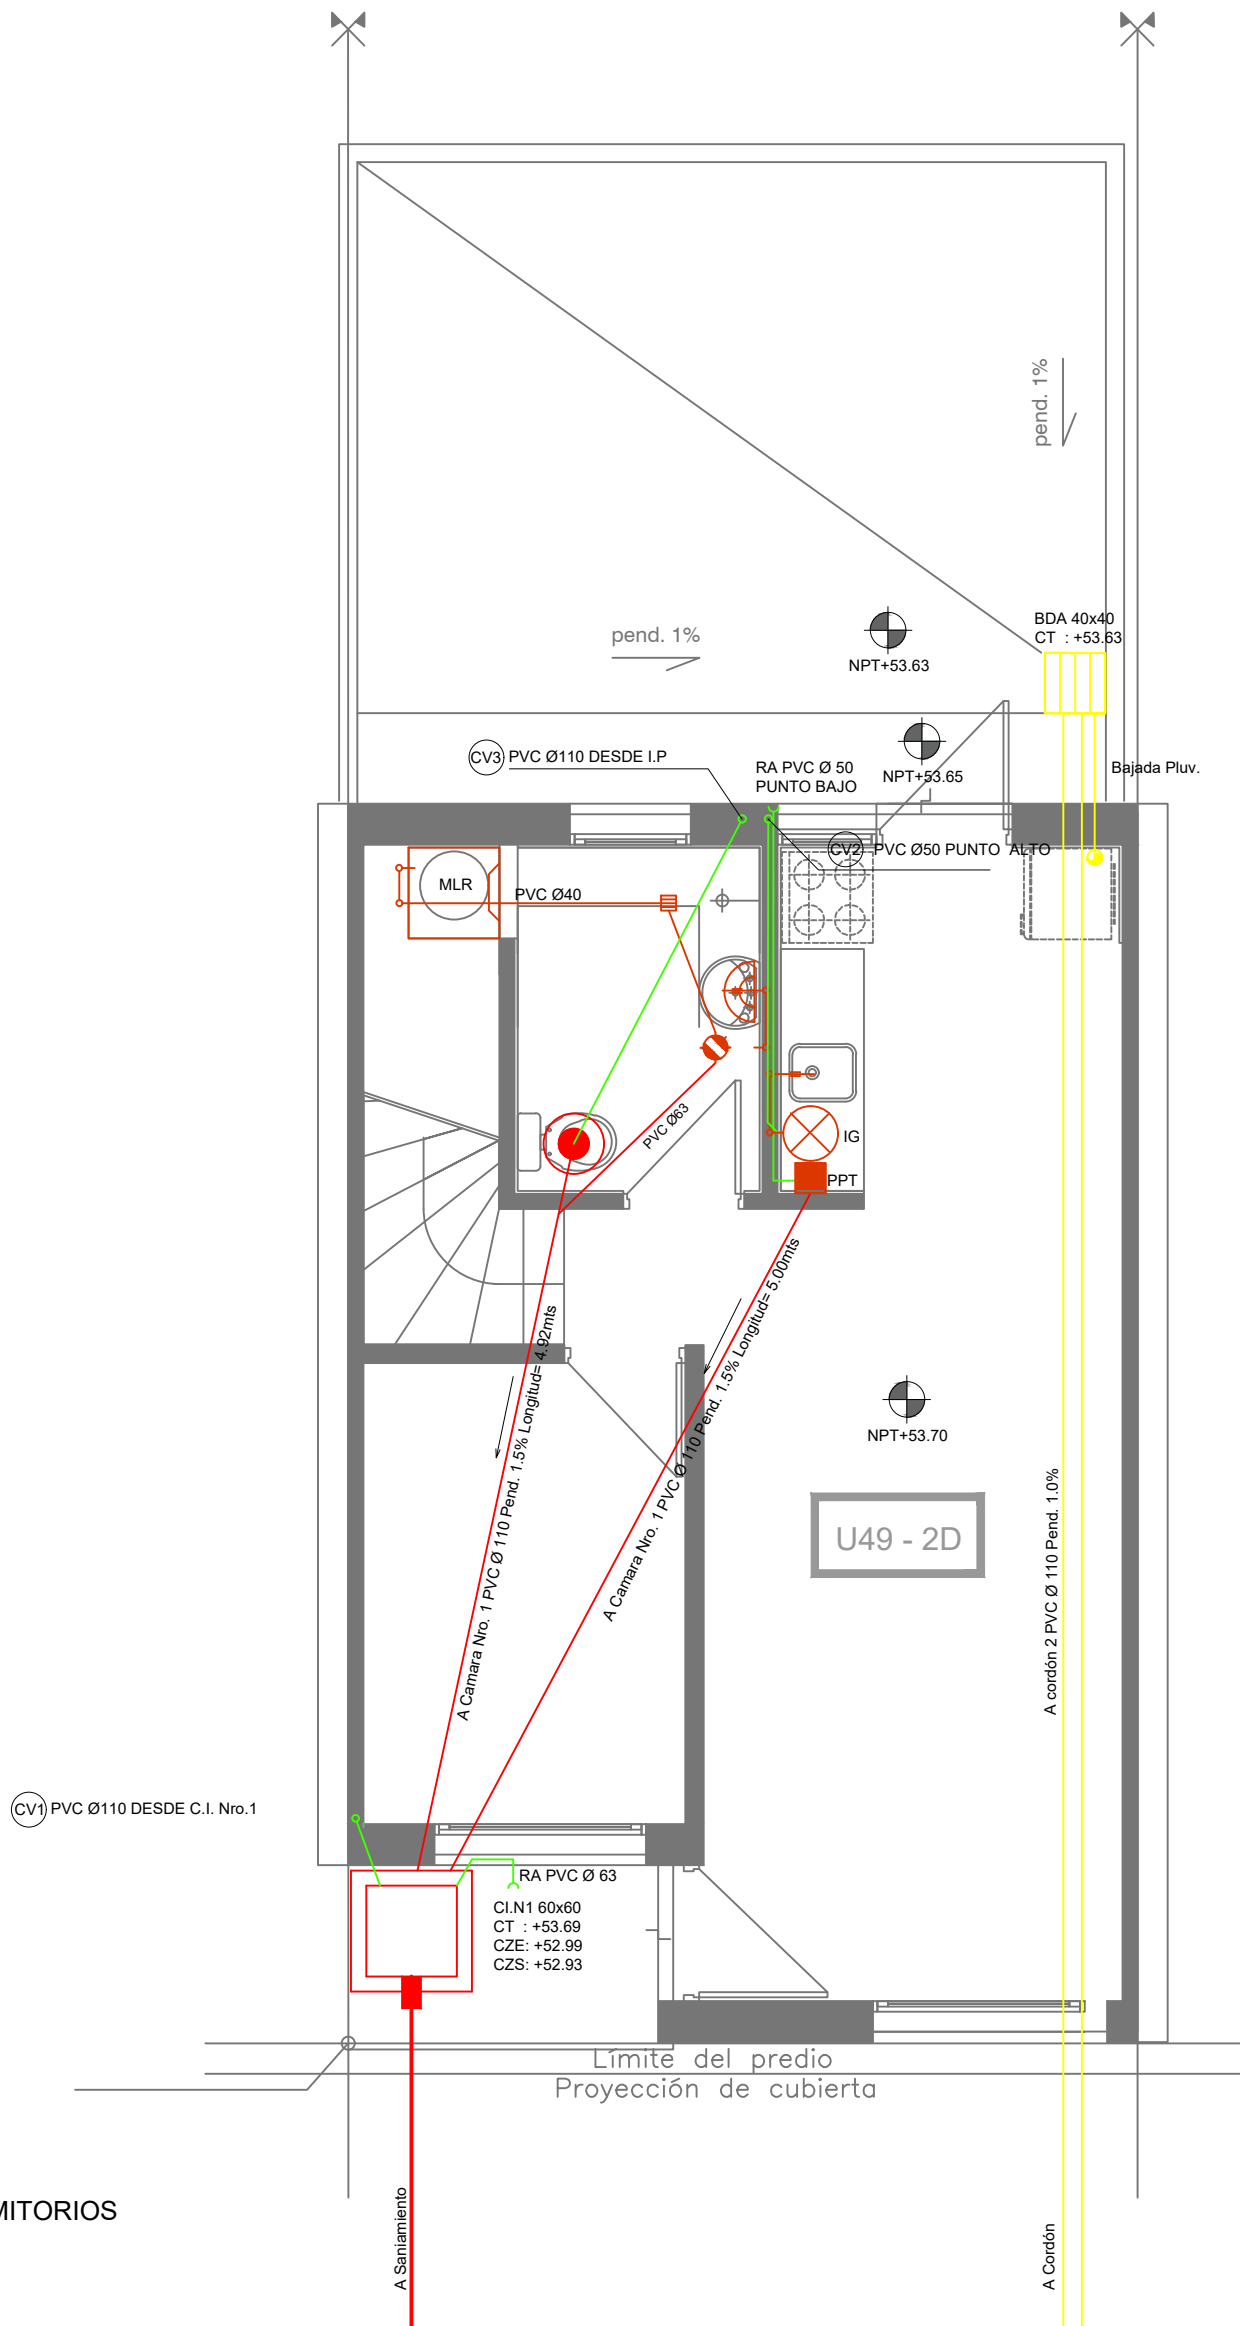 pend. 1%
BDA 40x40
CT : +53.63
pend. 1%
NPT+53.63
CV3 PVC Ø110 DESDE I.P
RA PVC Ø 50
PUNTO BAJO
NPT+53.65
Bajada Pluv.
CV2 PVC Ø50 PUNTO ALTO
MLR
PVC Ø40
PVC Ø63
IG
PPT
A Camara Nro. 1 PVC Ø 110 Pend. 1.5% Longitud= 4.92mts
A Camara Nro. 1 PVC Ø 110 Pend. 1.5% Longitud= 5.00mts
NPT+53.70
U49 - 2D
A cordón 2 PVC Ø 110 Pend. 1.0%
CV1 PVC Ø110 DESDE C.I. Nro.1
RA PVC Ø 63
CI.N1 60x60
CT : +53.69
CZE: +52.99
CZS: +52.93
Límite del predio
Proyección de cubierta
MITORIOS
A Saniamiento
A Cordón